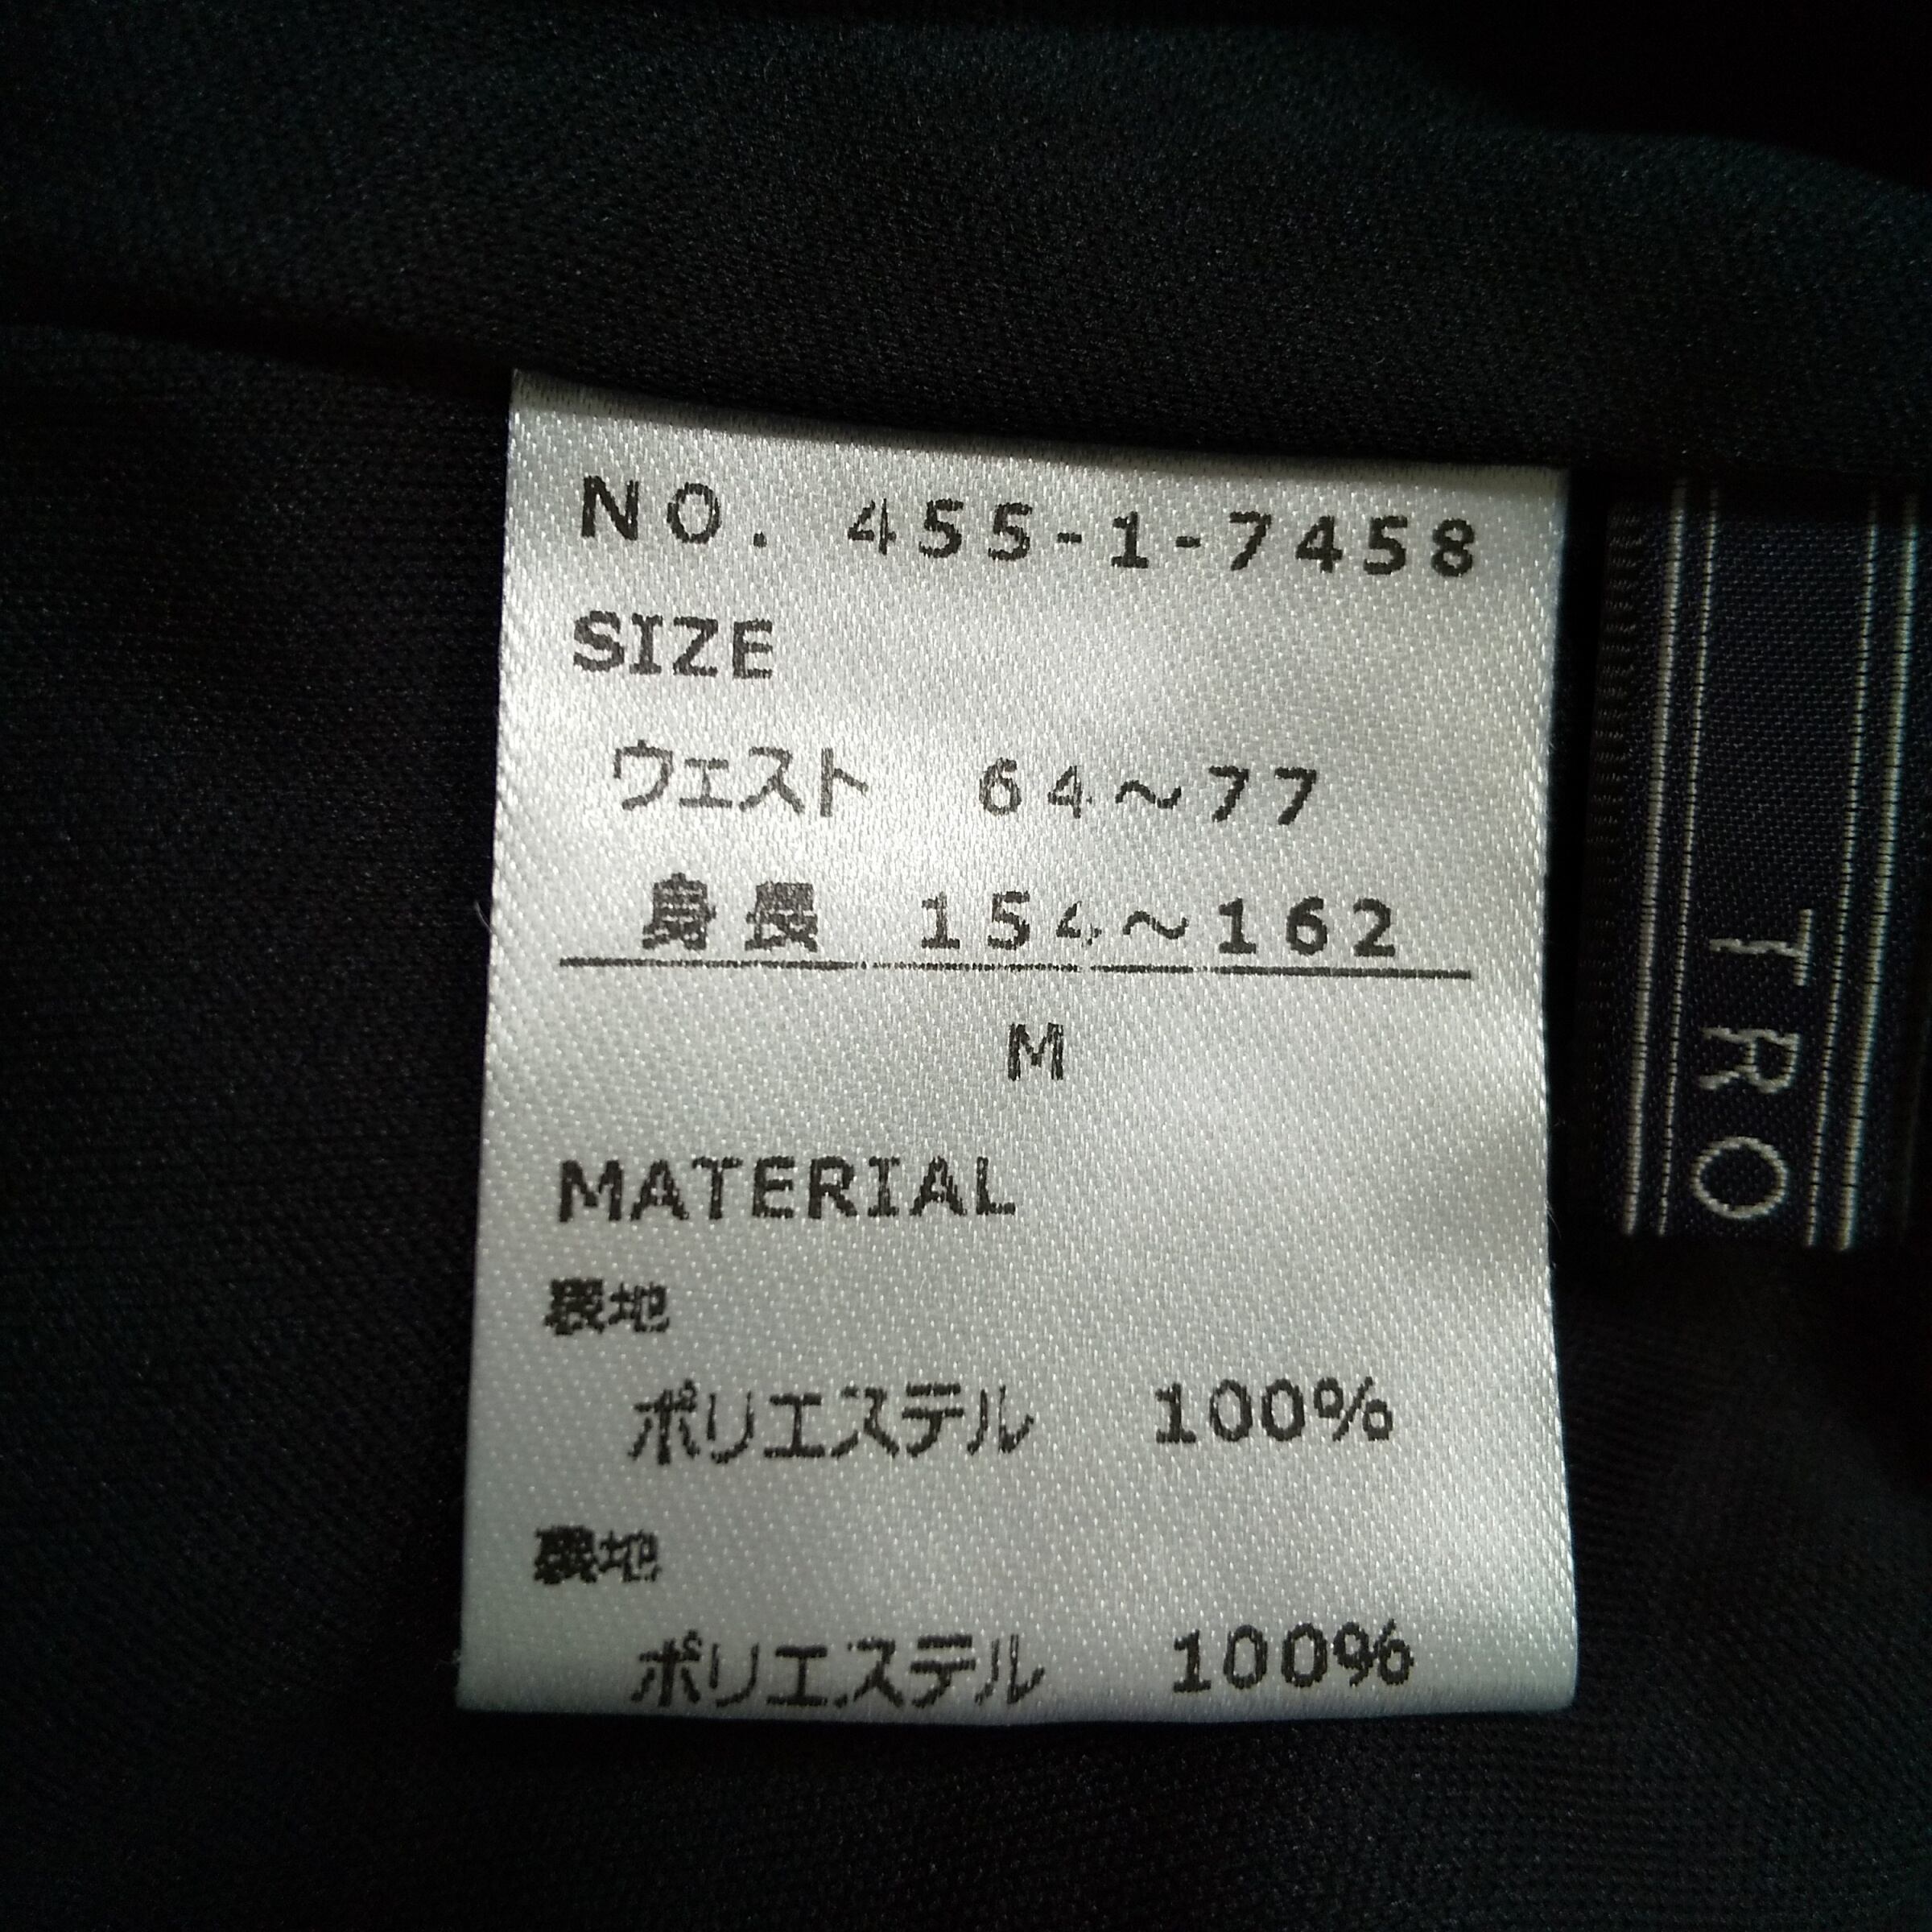 NO. 455-1-7458
SIZE
ウェスト 64～77
身長 154～162
M
MATERIAL
表地
ポリエステル 100%
裏地
ポリエステル 100%
TRO